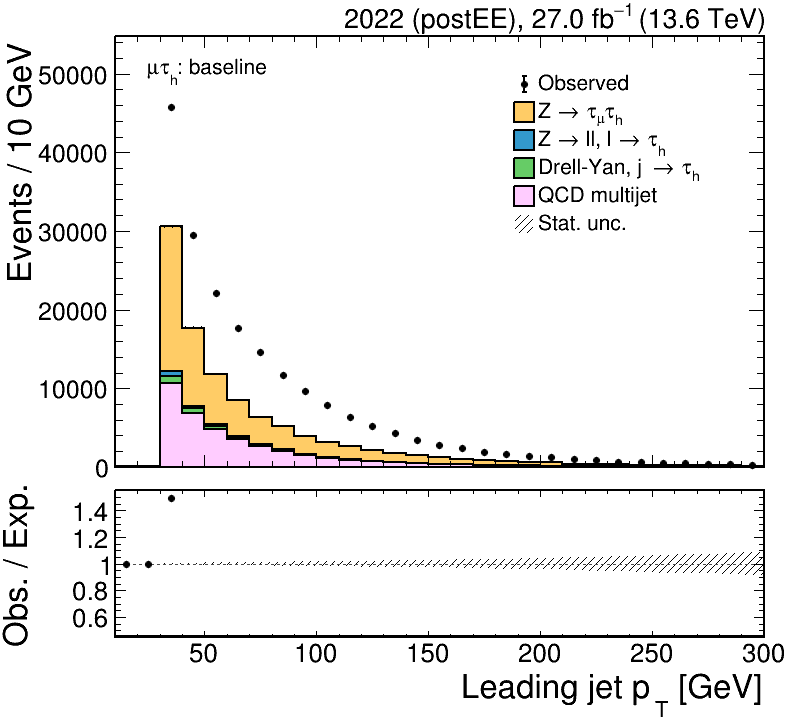 2022 (postEE), 27.0 fb⁻¹ (13.6 TeV)
Events / 10 GeV
μτₕ: baseline
Observed
Z → τ_μτₕ
Z → ll, l → τₕ
Drell-Yan, j → τₕ
QCD multijet
Stat. unc.
50000
40000
30000
20000
10000
0
Obs. / Exp.
1.4
1.2
1
0.8
0.6
50 100 150 200 250 300
Leading jet p_T [GeV]